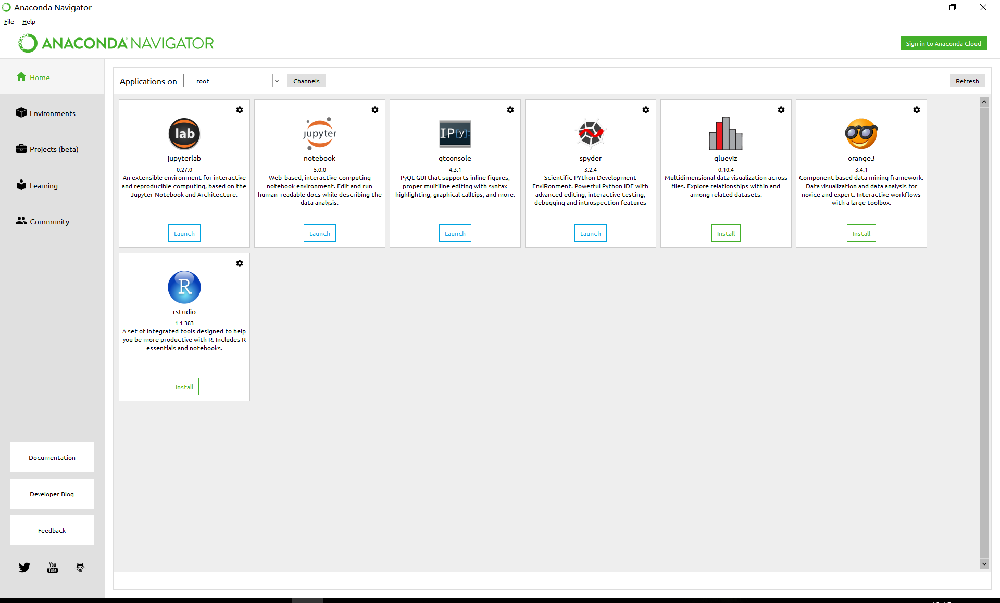 Anaconda Navigator
File Help
ANACONDA NAVIGATOR
Sign in to Anaconda Cloud
Home
Environments
Projects (beta)
Learning
Community
Documentation
Developer Blog
Feedback
You
Tube
Applications on root Channels Refresh
lab
jupyterlab
0.27.0
An extensible environment for interactive
and reproducible computing, based on the
Jupyter Notebook and Architecture.
Launch
jupyter
notebook
5.0.0
Web-based, interactive computing
notebook environment. Edit and run
human-readable docs while describing the
data analysis.
Launch
IP[y]:
qtconsole
4.3.1
PyQt GUI that supports inline figures,
proper multiline editing with syntax
highlighting, graphical calltips, and more.
Launch
spyder
3.2.4
Scientific PYthon Development
EnviRonment. Powerful Python IDE with
advanced editing, interactive testing,
debugging and introspection features
Launch
glueviz
0.10.4
Multidimensional data visualization across
files. Explore relationships within and
among related datasets.
Install
orange3
3.4.1
Component based data mining framework.
Data visualization and data analysis for
novice and expert. Interactive workflows
with a large toolbox.
Install
R
rstudio
1.1.383
A set of integrated tools designed to help
you be more productive with R. Includes R
essentials and notebooks.
Install